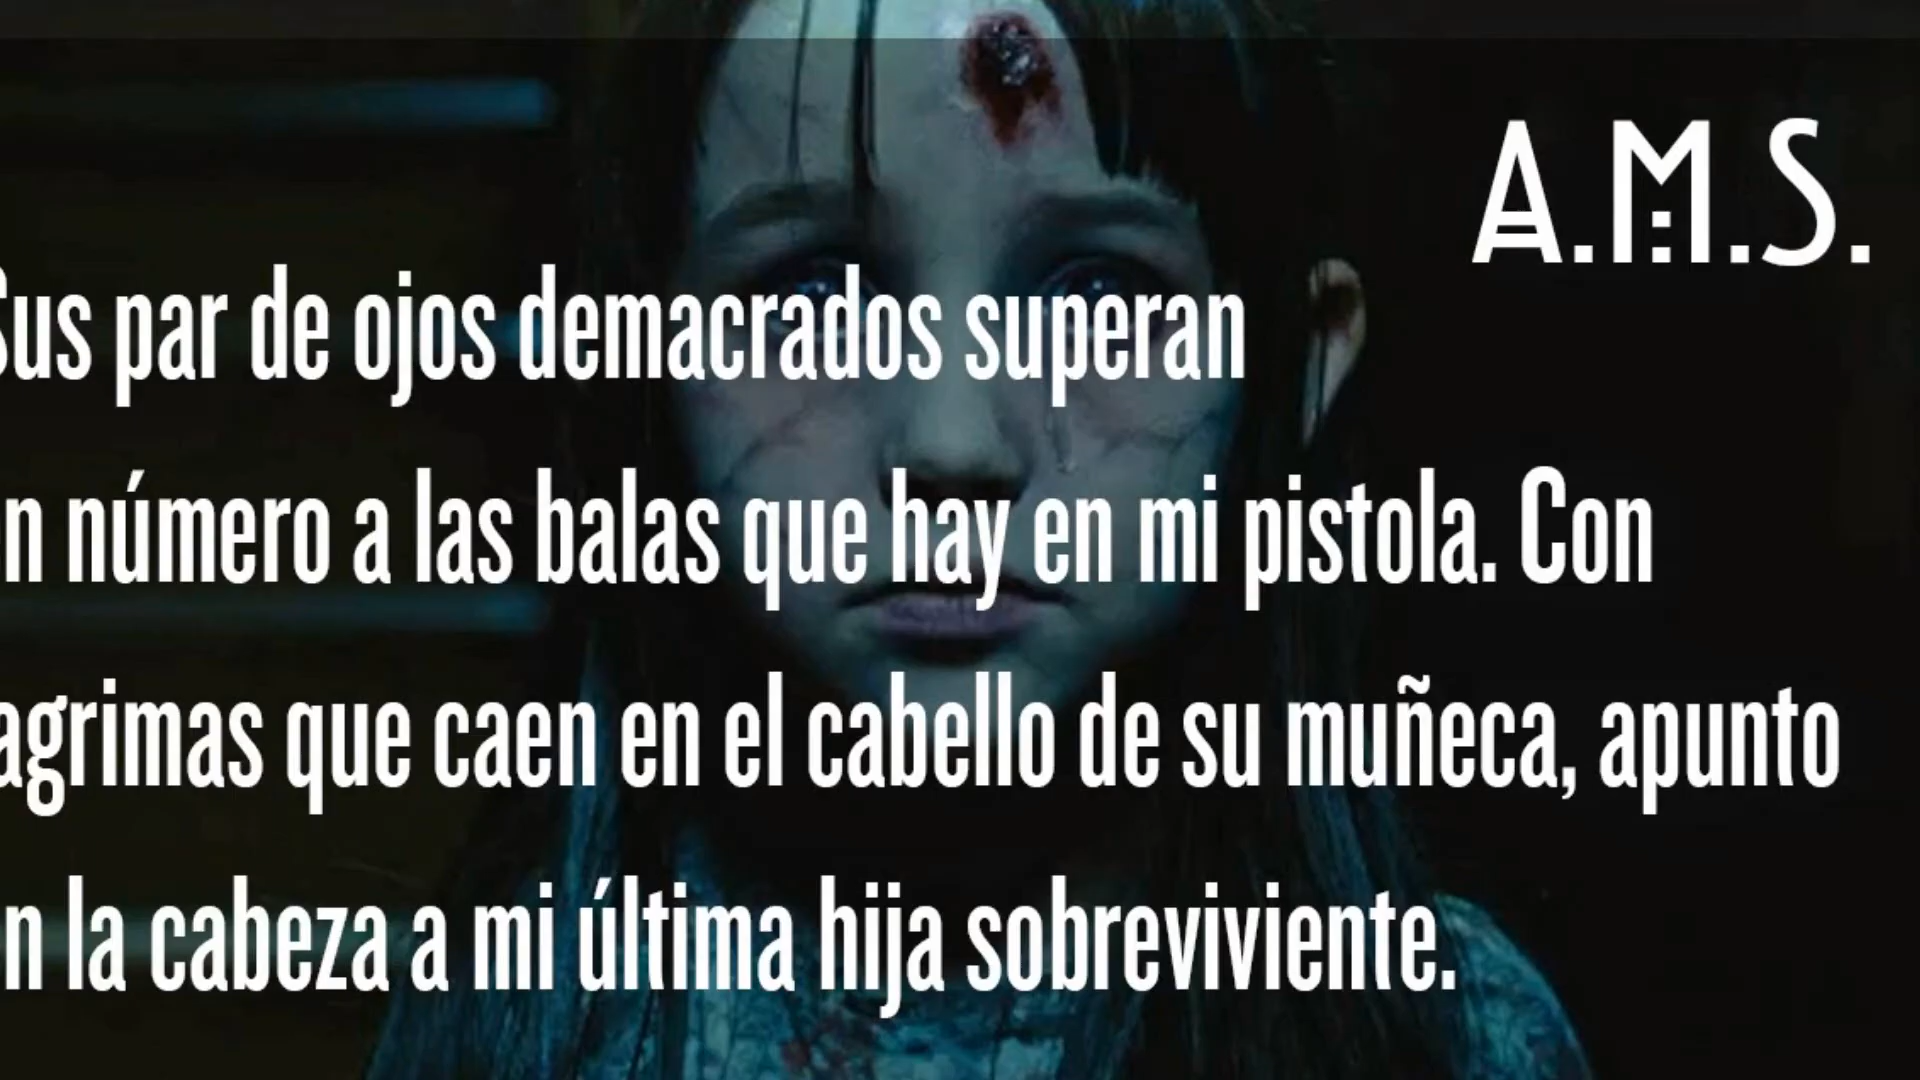 A.M.S.
Sus par de ojos demacrados superan
n número a las balas que hay en mi pistola. Con
agrimas que caen en el cabello de su muñeca, apunto
n la cabeza a mi última hija sobreviviente.